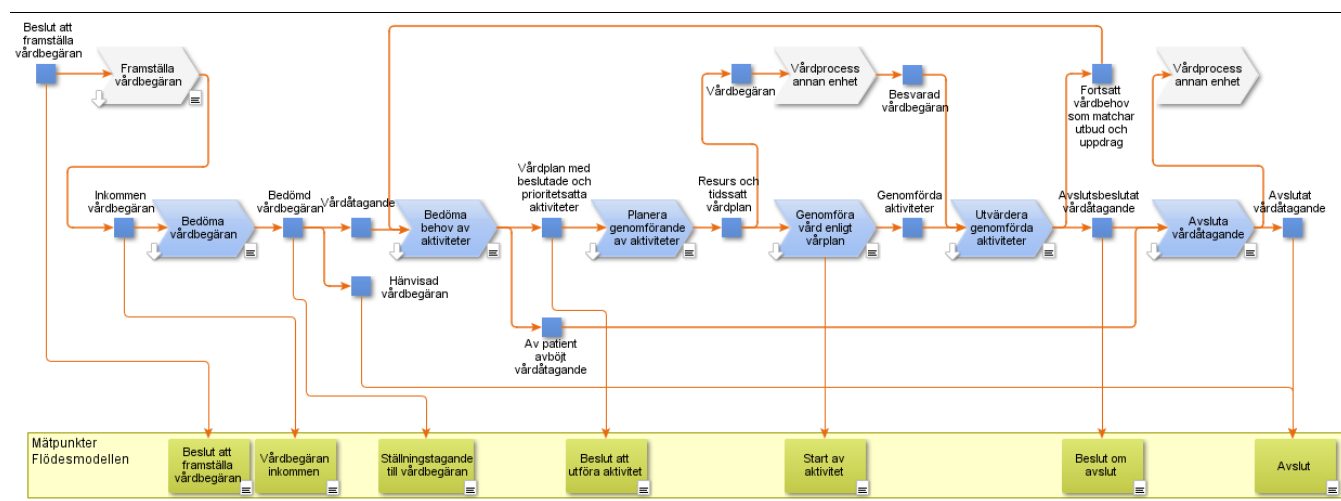 Beslut att
framställa
vårdbegäran
Framställa
vårdbegäran
Vårdbegäran
Vårdprocess
annan enhet
Besvarad
vårdbegäran
Fortsatt
vårdbehov
som matchar
utbud och
uppdrag
Vårdprocess
annan enhet
Inkommen
vårdbegäran
Bedöma
vårdbegäran
Bedömd
vårdbegäran
Vårdåtagande
Bedöma
behov av
aktiviteter
Vårdplan med
beslutade och
prioritetsatta
aktiviteter
Planera
genomförande
av aktiviteter
Resurs och
tidssatt
vårdplan
Genomföra
vård enligt
vårplan
Genomförda
aktiviteter
Utvärdera
genomförda
aktiviteter
Avslutsbeslutat
vårdåtagande
Avsluta
vårdåtagande
Avslutat
vårdåtagande
Hänvisad
vårdbegäran
Av patient
avböjt
vårdåtagande
Mätpunkter
Flödesmodellen
Beslut att
framställa
vårdbegäran
Vårdbegäran
inkommen
Ställningstagande
till vårdbegäran
Beslut att
utföra aktivitet
Start av
aktivitet
Beslut om
avslut
Avslut